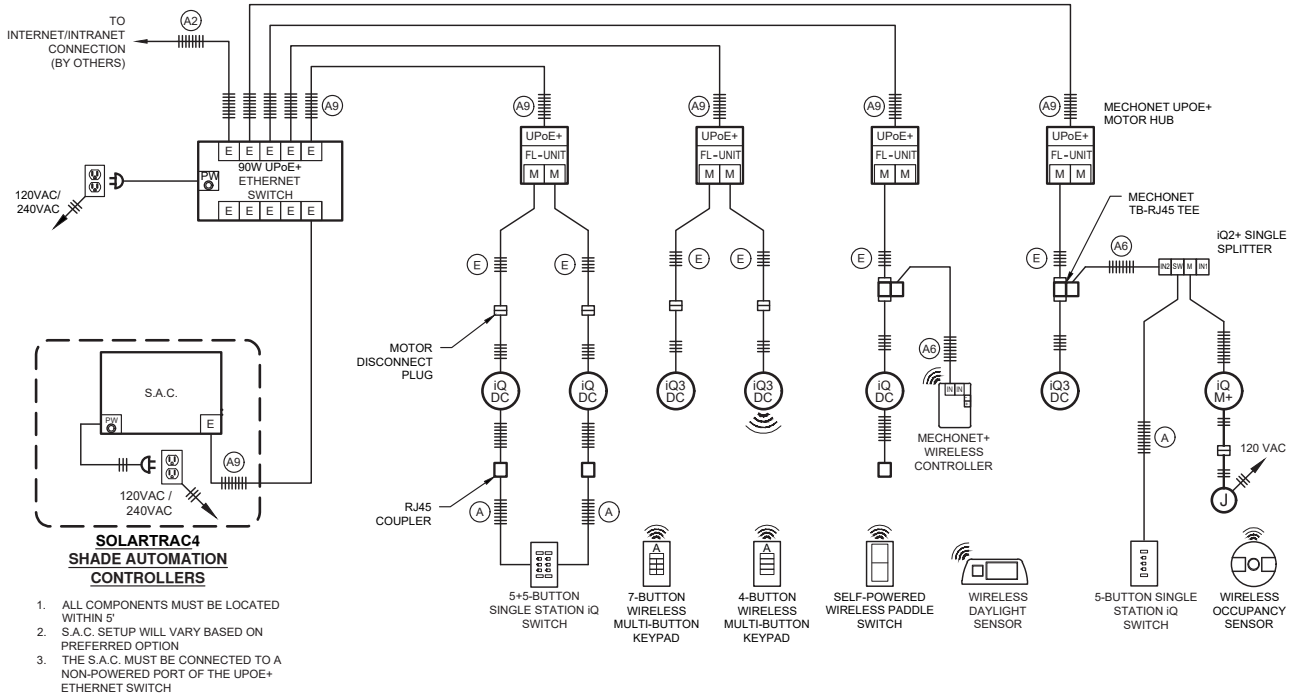 TO
INTERNET/INTRANET
CONNECTION
(BY OTHERS)
A2
A9
A9
A9
A9
A9
MECHONET UPOE+
MOTOR HUB
UPoE+
FL-UNIT
M M
UPoE+
FL-UNIT
M M
UPoE+
FL-UNIT
M M
UPoE+
FL-UNIT
M M
E E E E E
90W UPoE+
ETHERNET
SWITCH
PW
E E E E E
120VAC/
240VAC
MECHONET
TB-RJ45 TEE
A6
iQ2+ SINGLE
SPLITTER
IN2 SW M IN1
E
E
E
E
E
E
MOTOR
DISCONNECT
PLUG
A6
iQ
DC
iQ
DC
iQ3
DC
iQ3
DC
iQ
DC
IN IN
iQ3
DC
iQ
M+
MECHONET+
WIRELESS
CONTROLLER
S.A.C.
PW
E
A9
120VAC /
240VAC
A
120 VAC
J
RJ45
COUPLER
A
A
SOLARTRAC4
SHADE AUTOMATION
CONTROLLERS
1. ALL COMPONENTS MUST BE LOCATED
WITHIN 5'
2. S.A.C. SETUP WILL VARY BASED ON
PREFERRED OPTION
3. THE S.A.C. MUST BE CONNECTED TO A
NON-POWERED PORT OF THE UPOE+
ETHERNET SWITCH
5+5-BUTTON
SINGLE STATION iQ
SWITCH
A
7-BUTTON
WIRELESS
MULTI-BUTTON
KEYPAD
A
4-BUTTON
WIRELESS
MULTI-BUTTON
KEYPAD
SELF-POWERED
WIRELESS PADDLE
SWITCH
WIRELESS
DAYLIGHT
SENSOR
5-BUTTON SINGLE
STATION iQ
SWITCH
WIRELESS
OCCUPANCY
SENSOR